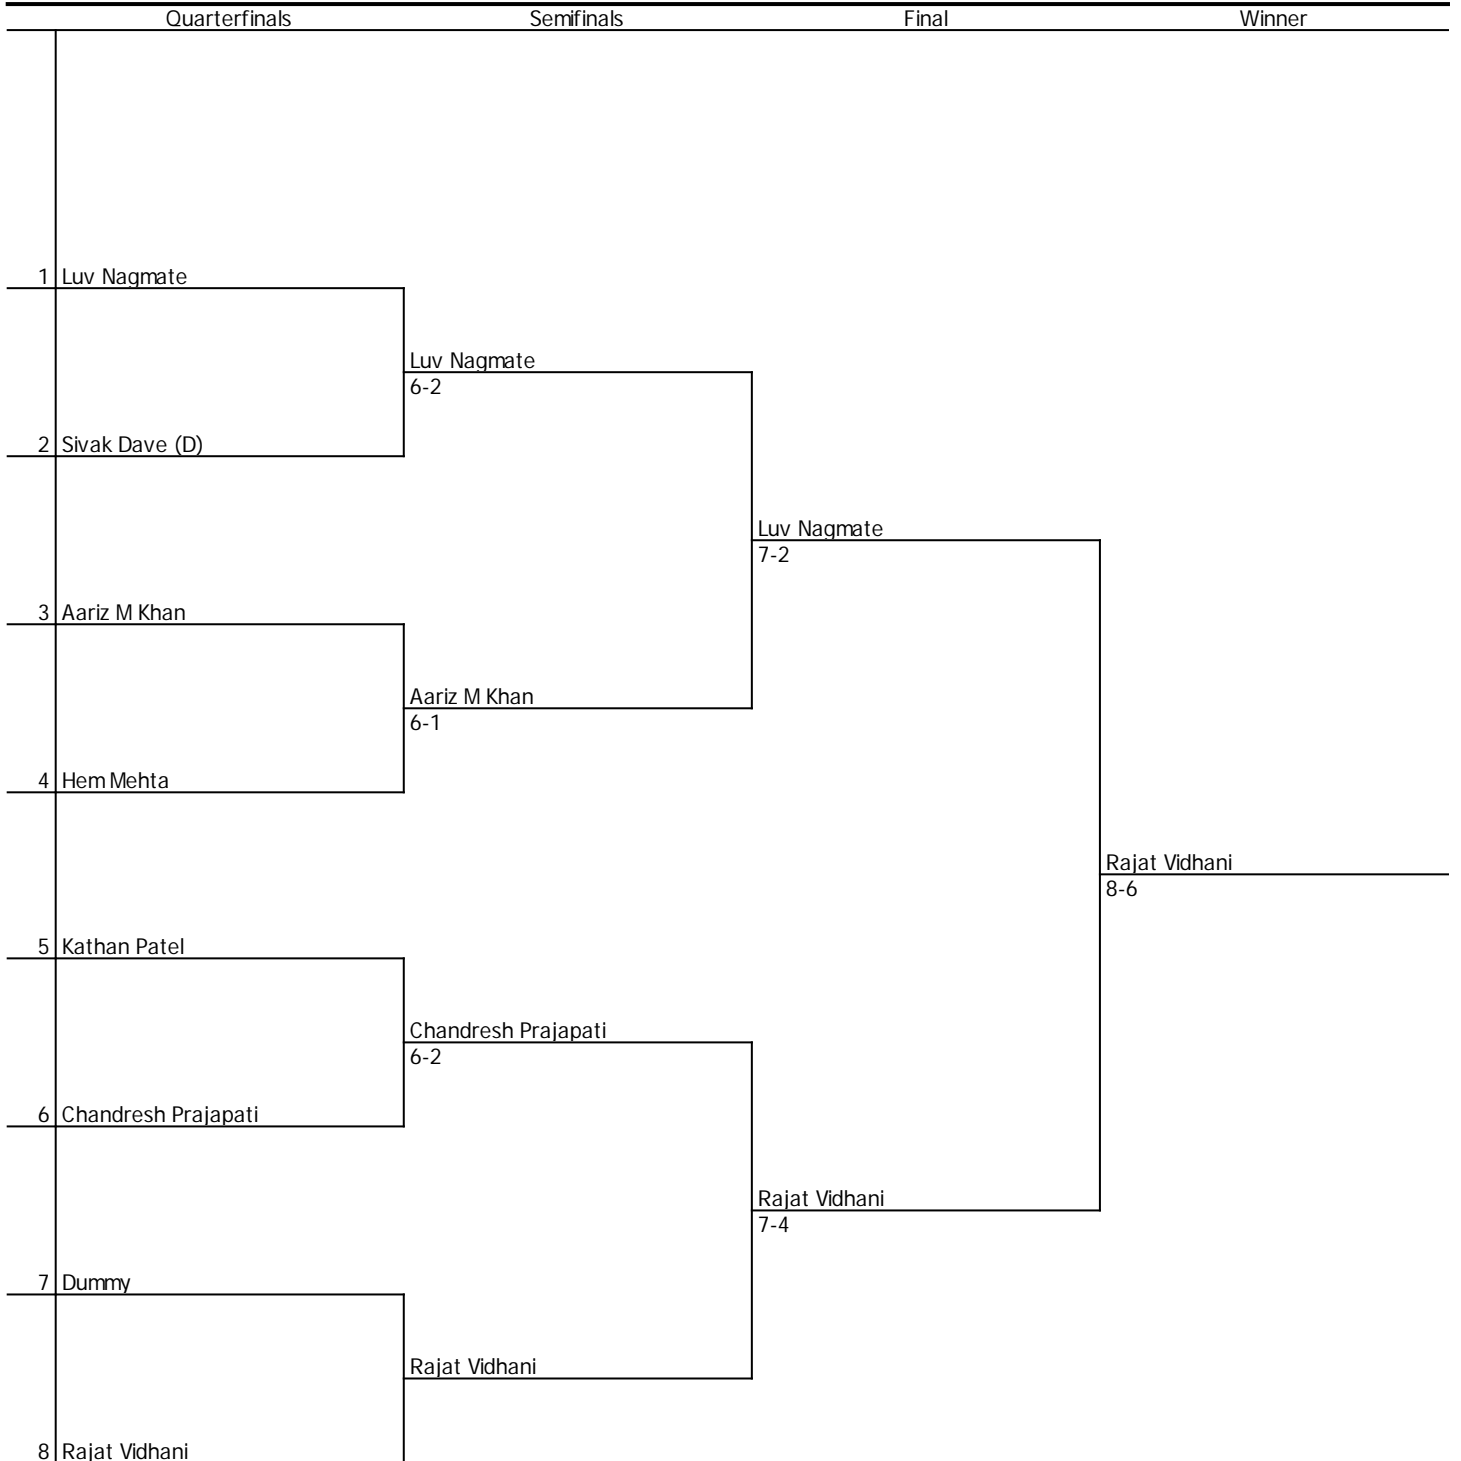 Quarterfinals Semifinals Final Winner
1 Luv Nagmate
Luv Nagmate
6-2
2 Sivak Dave (D)
Luv Nagmate
7-2
3 Aariz M Khan
Aariz M Khan
6-1
4 Hem Mehta
Rajat Vidhani
8-6
5 Kathan Patel
Chandresh Prajapati
6-2
6 Chandresh Prajapati
Rajat Vidhani
7-4
7 Dummy
Rajat Vidhani
8 Rajat Vidhani